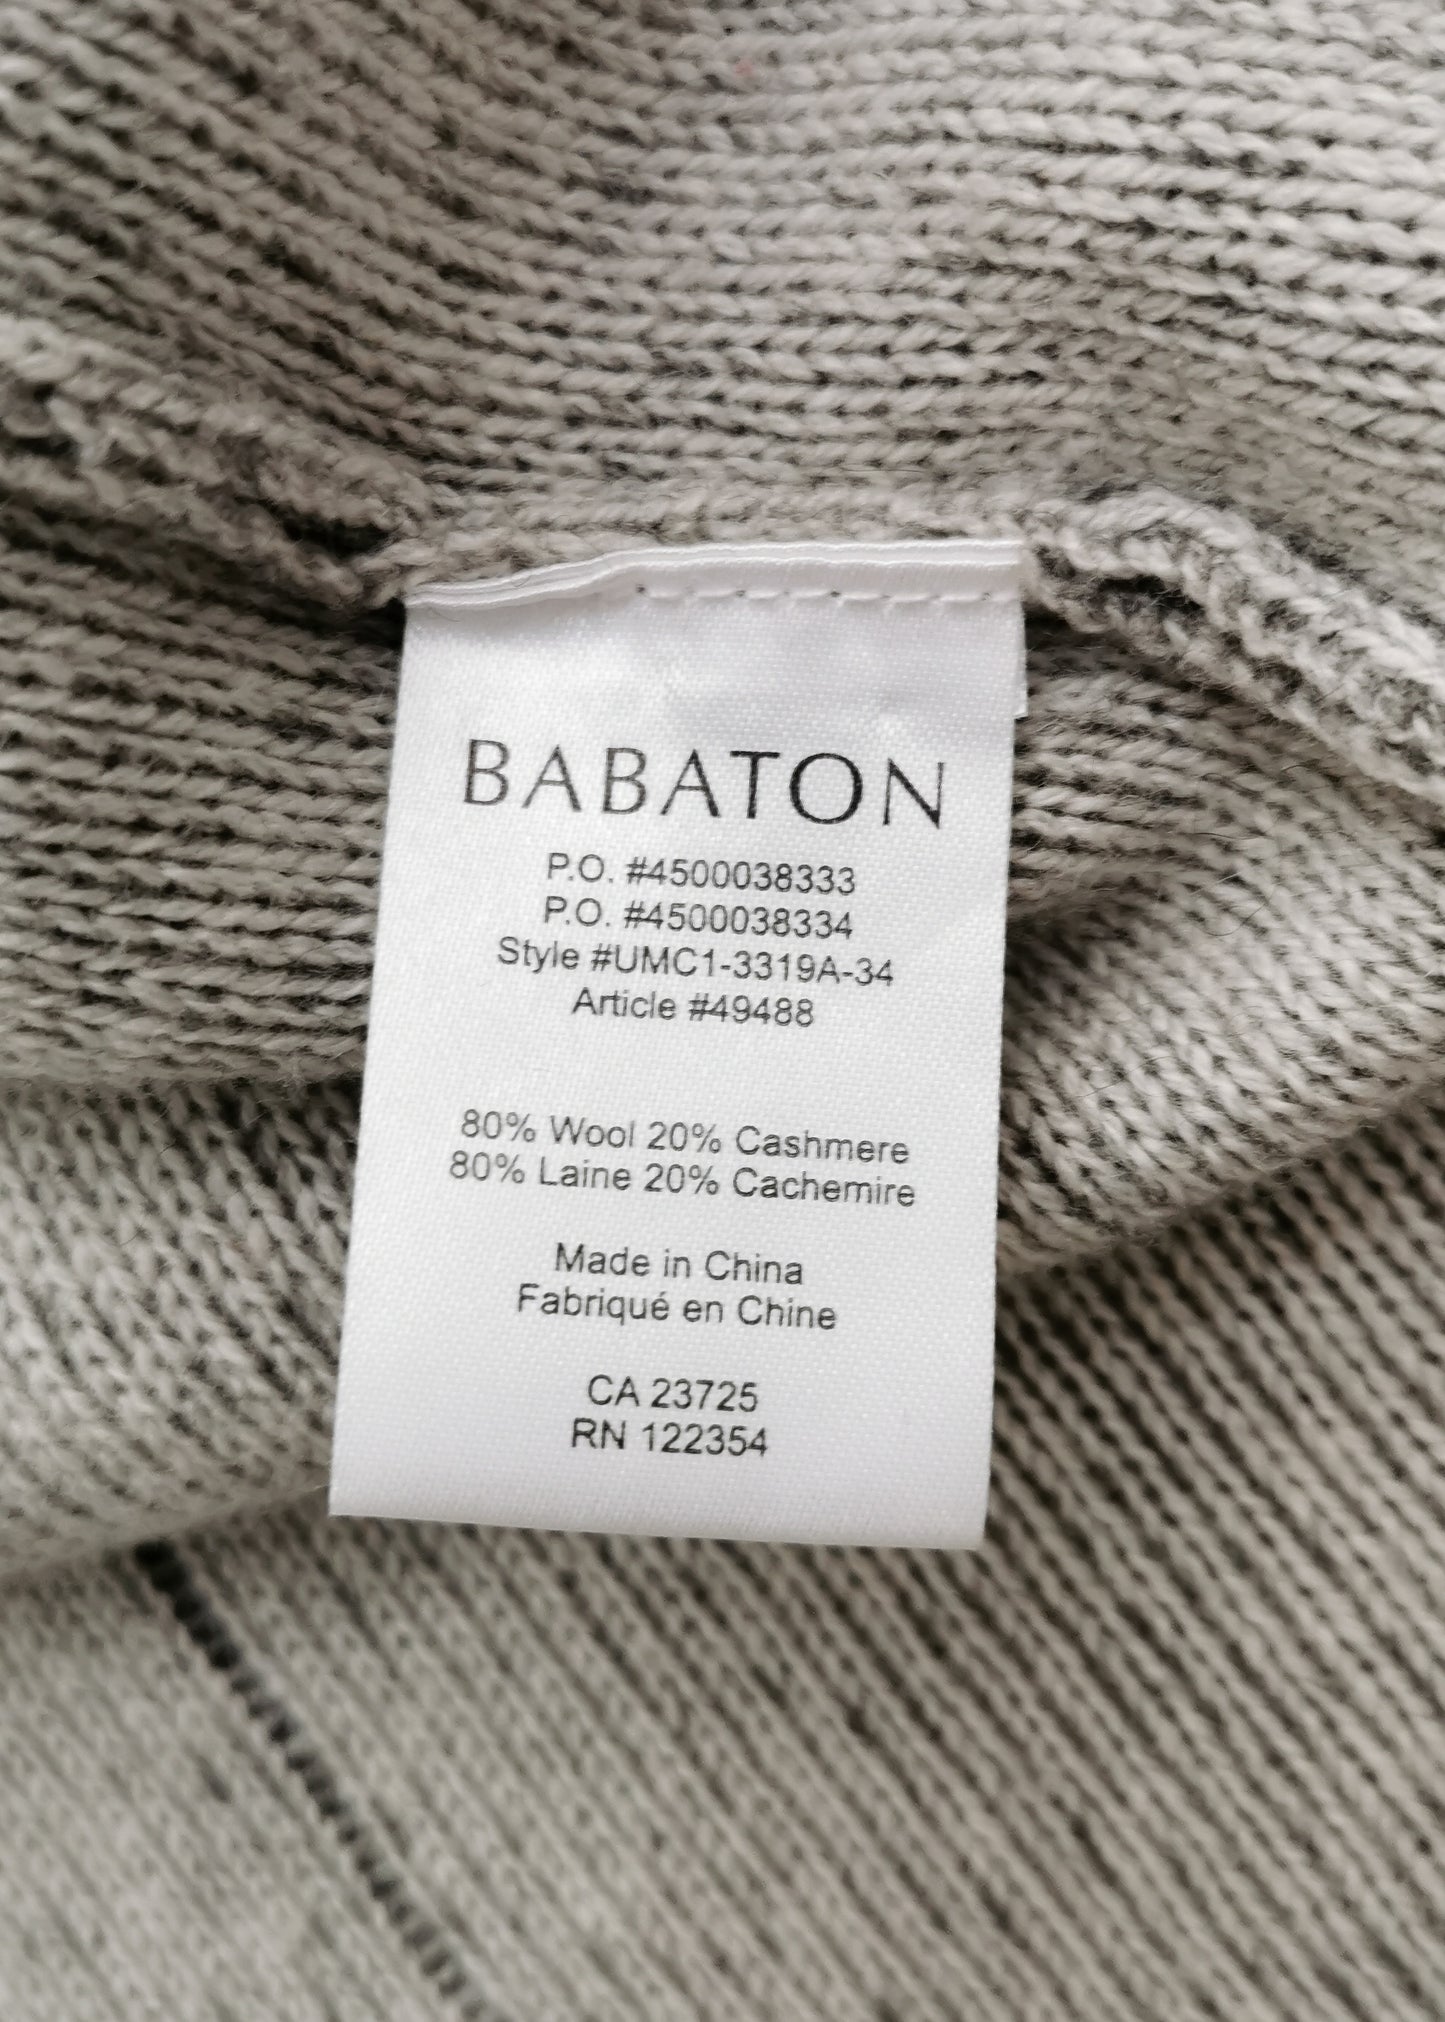 BABATON
P.O. #4500038333
P.O. #4500038334
Style #UMC1-3319A-34
Article #49488
80% Wool 20% Cashmere
80% Laine 20% Cachemire
Made in China
Fabriqué en Chine
CA 23725
RN 122354